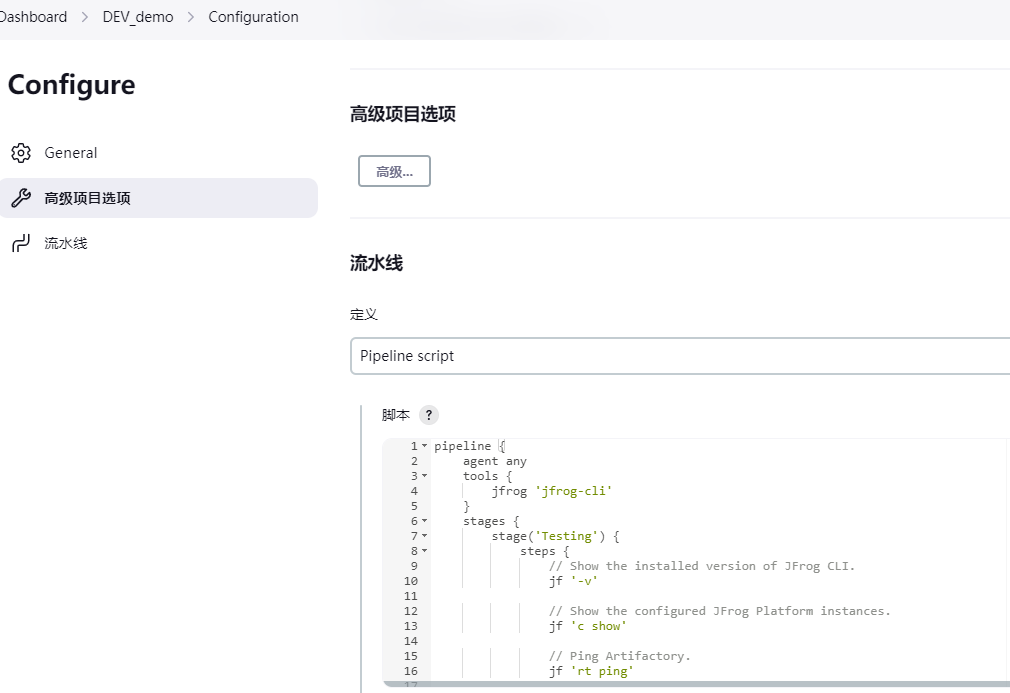 Dashboard > DEV_demo > Configuration
Configure
General
高级项目选项
流水线
高级项目选项
高级...
流水线
定义
Pipeline script
脚本 ?
1 pipeline {
2     agent any
3     tools {
4         jfrog 'jfrog-cli'
5     }
6     stages {
7         stage('Testing') {
8             steps {
9                 // Show the installed version of JFrog CLI.
10                 jf '-v'
11
12                 // Show the configured JFrog Platform instances.
13                 jf 'c show'
14
15                 // Ping Artifactory.
16                 jf 'rt ping'
17